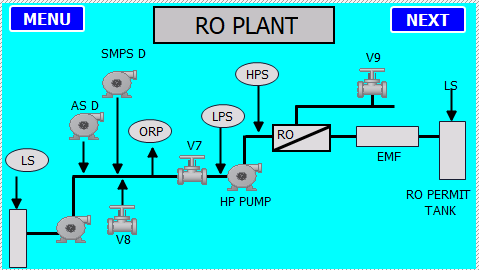 MENU
RO PLANT
NEXT
SMPS D
V9
HPS
LS
AS D
LPS
ORP
RO
V7
LS
EMF
HP PUMP
RO PERMIT
TANK
V8